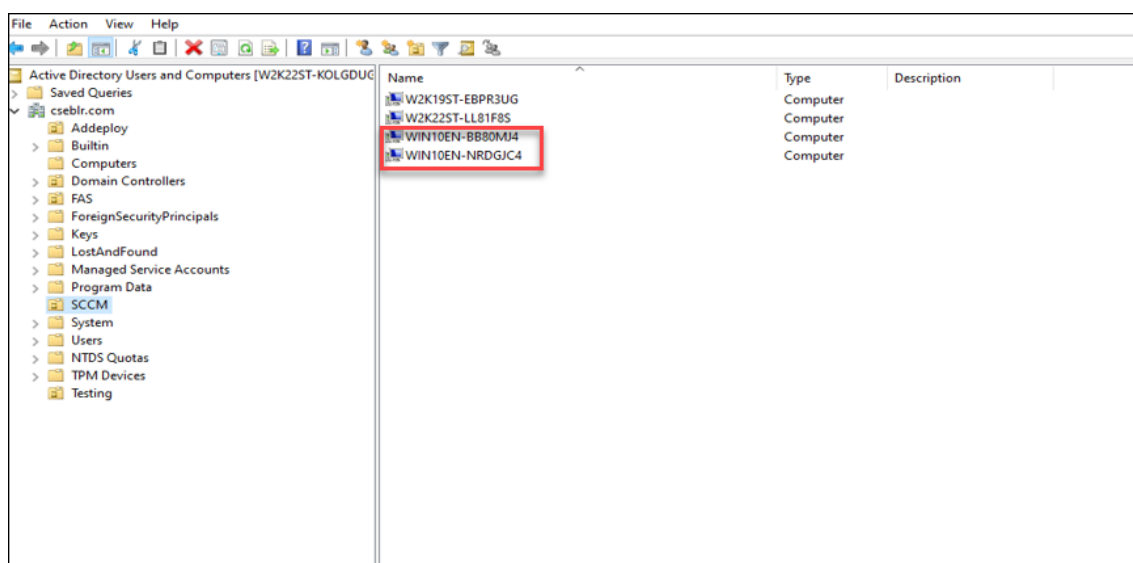 File Action View Help
Active Directory Users and Computers [W2K22ST-KOLGDUG
Saved Queries
cseblr.com
Addeploy
Builtin
Computers
Domain Controllers
FAS
ForeignSecurityPrincipals
Keys
LostAndFound
Managed Service Accounts
Program Data
SCCM
System
Users
NTDS Quotas
TPM Devices
Testing
Name Type Description
W2K19ST-EBPR3UG Computer
W2K22ST-LL81F8S Computer
WIN10EN-BB80MJ4 Computer
WIN10EN-NRDGJC4 Computer